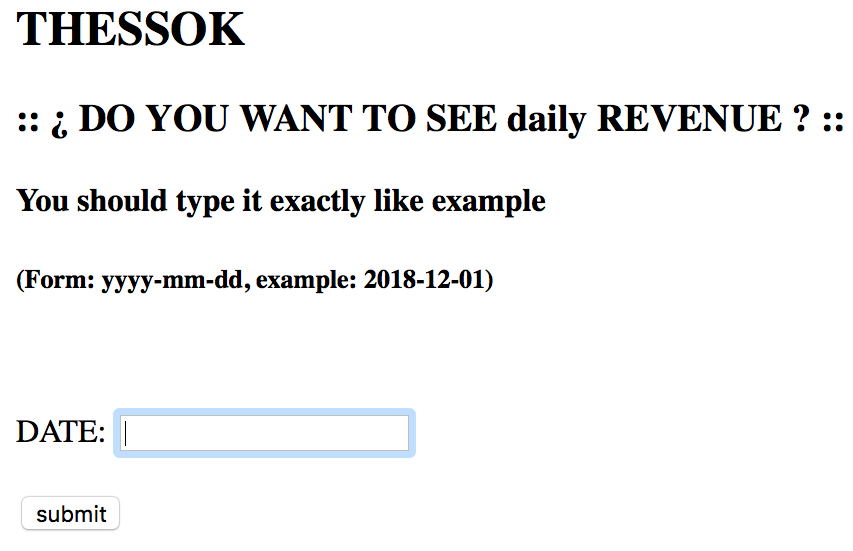 THESSOK
:: ¿ DO YOU WANT TO SEE daily REVENUE ? ::
You should type it exactly like example
(Form: yyyy-mm-dd, example: 2018-12-01)
DATE:
submit